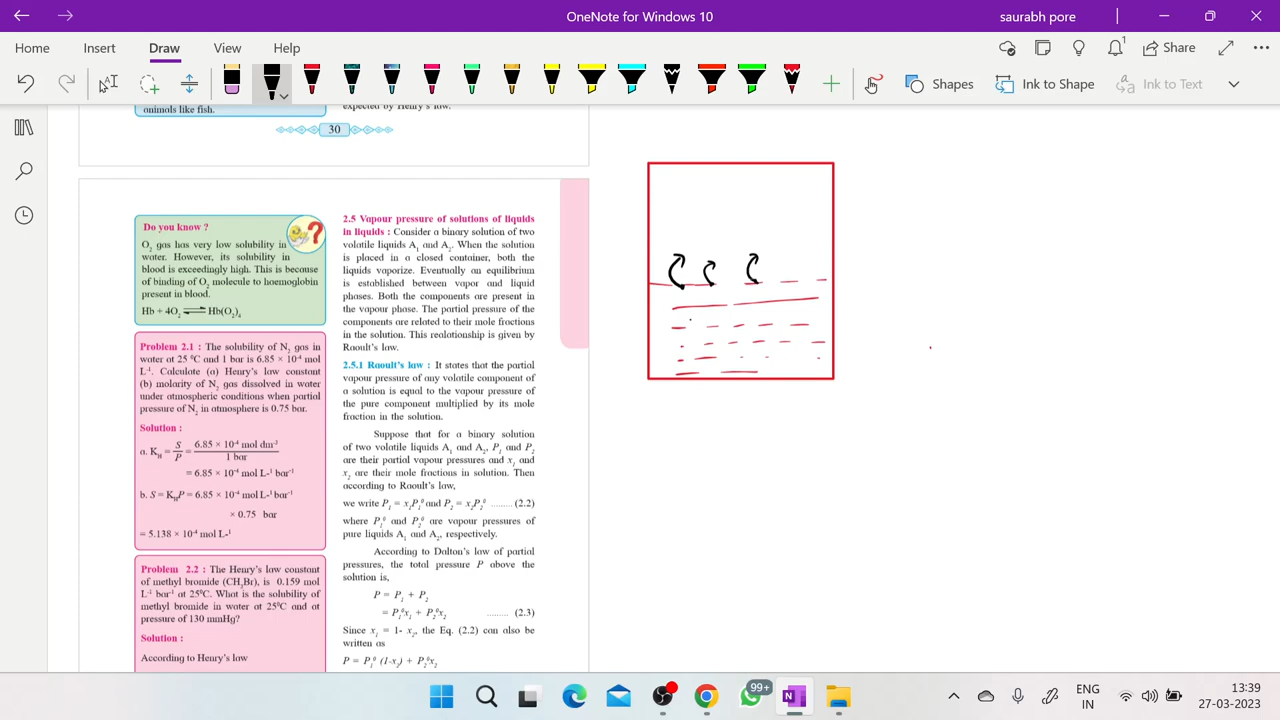 OneNote for Windows 10
saurabh pore
Home Insert Draw View Help
Share
Shapes
Ink to Shape
Ink to Text
animals like fish.
expected by Henry's law.
30
Do you know ?
O2 gas has very low solubility in
water. However, its solubility in
blood is exceedingly high. This is because
of binding of O2 molecule to haemoglobin
present in blood.
Hb + 4O2 ⇌ Hb(O2)4
Problem 2.1 : The solubility of N2 gas in
water at 25 °C and 1 bar is 6.85 × 10-4 mol
L-1. Calculate (a) Henry's law constant
(b) molarity of N2 gas dissolved in water
under atmospheric conditions when partial
pressure of N2 in atmosphere is 0.75 bar.
Solution :
a. KH = S/P = 6.85 × 10-4 mol dm-3 / 1 bar
= 6.85 × 10-4 mol L-1 bar-1
b. S = KHP = 6.85 × 10-4 mol L-1 bar-1
× 0.75 bar
= 5.138 × 10-4 mol L-1
Problem 2.2 : The Henry's law constant
of methyl bromide (CH3Br), is 0.159 mol
L-1 bar-1 at 25°C. What is the solubility of
methyl bromide in water at 25°C and at
pressure of 130 mmHg?
Solution :
According to Henry's law
2.5 Vapour pressure of solutions of liquids
in liquids : Consider a binary solution of two
volatile liquids A1 and A2. When the solution
is placed in a closed container, both the
liquids vaporize. Eventually an equilibrium
is established between vapor and liquid
phases. Both the components are present in
the vapour phase. The partial pressure of the
components are related to their mole fractions
in the solution. This realationship is given by
Raoult's law.
2.5.1 Raoult's law : It states that the partial
vapour pressure of any volatile component of
a solution is equal to the vapour pressure of
the pure component multiplied by its mole
fraction in the solution.
Suppose that for a binary solution
of two volatile liquids A1 and A2, P1 and P2
are their partial vapour pressures and x1 and
x2 are their mole fractions in solution. Then
according to Raoult's law,
we write P1 = x1P10 and P2 = x2P20 ......... (2.2)
where P10 and P20 are vapour pressures of
pure liquids A1 and A2, respectively.
According to Dalton's law of partial
pressures, the total pressure P above the
solution is,
P = P1 + P2
= P10x1 + P20x2 ......... (2.3)
Since x1 = 1- x2, the Eq. (2.2) can also be
written as
P = P10 (1-x2) + P20x2
99+
ENG
IN
13:39
27-03-2023